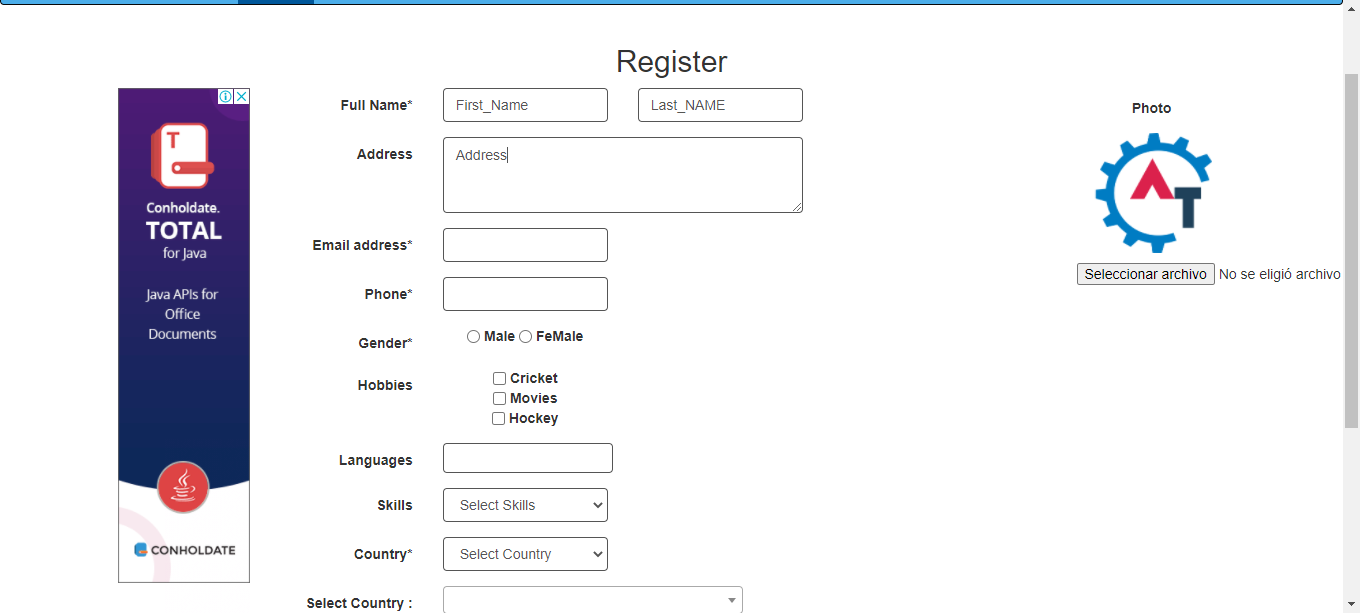 Register
Full Name* First_Name Last_NAME
Photo
Address Address
Email address*
Phone*
Seleccionar archivo No se eligió archivo
Gender* Male FeMale
Hobbies Cricket
Movies
Hockey
Languages
Skills Select Skills
Country* Select Country
Select Country :
T
Conholdate.
TOTAL
for Java
Java APIs for
Office
Documents
CONHOLDATE
AT